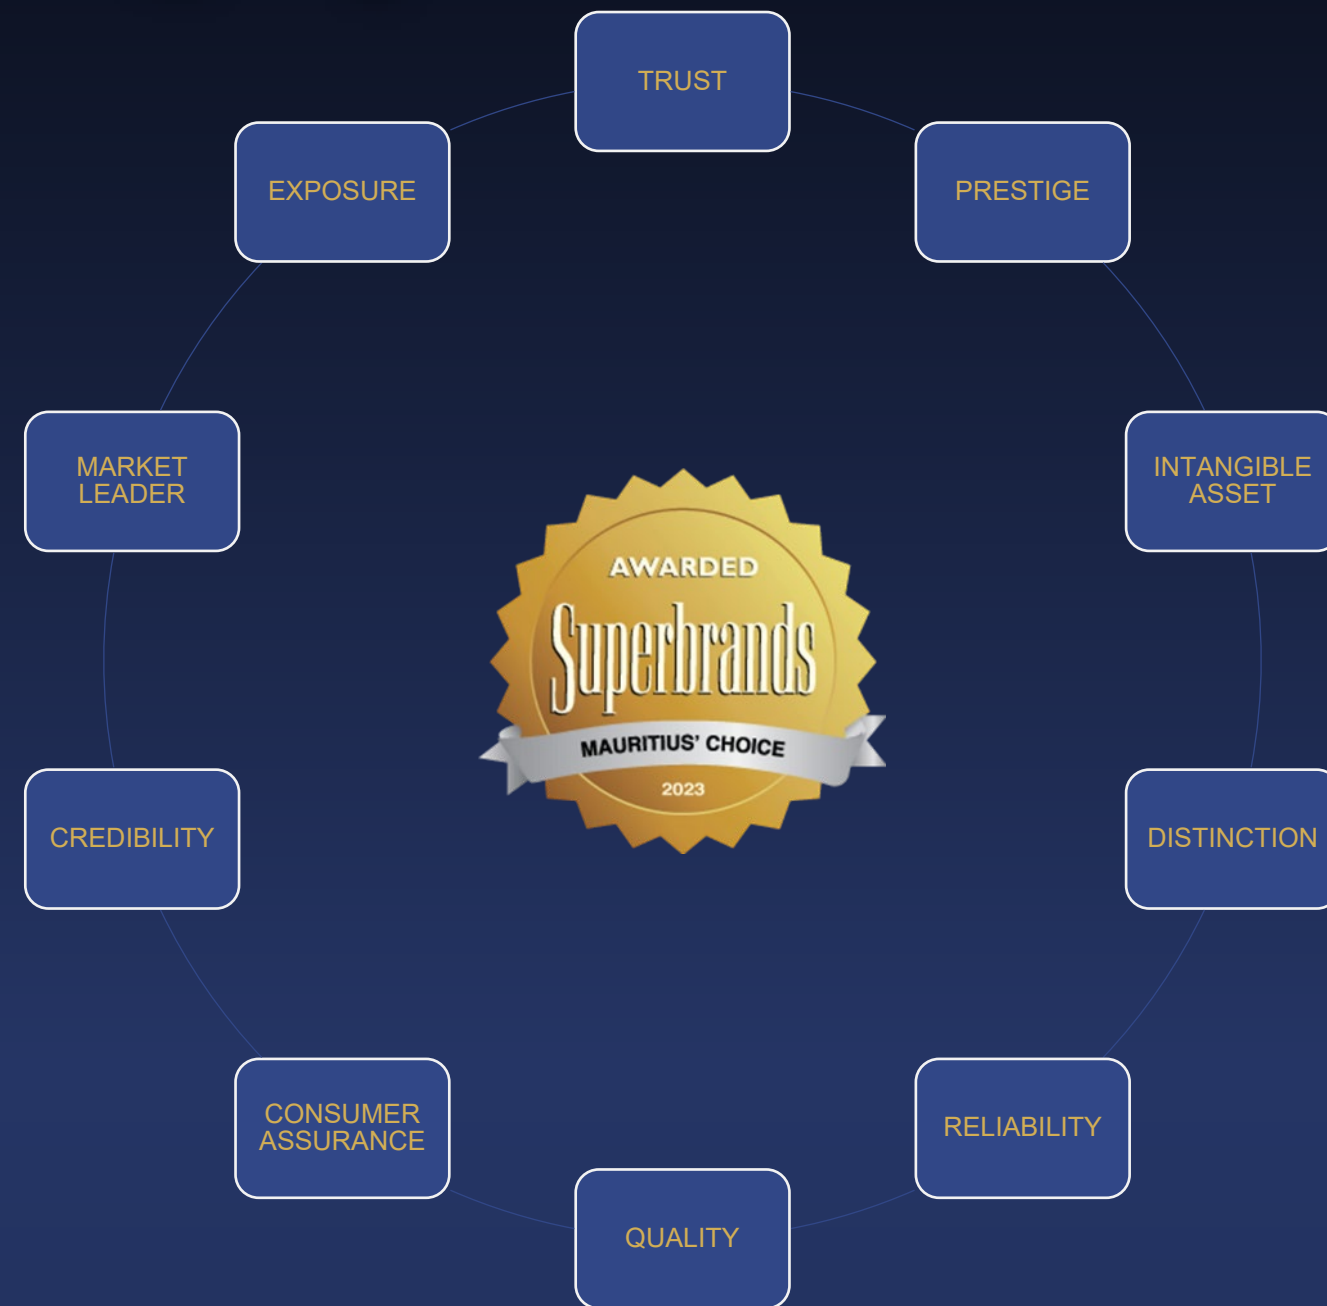 TRUST
EXPOSURE
PRESTIGE
MARKET
LEADER
INTANGIBLE
ASSET
AWARDED
Superbrands
MAURITIUS' CHOICE
2023
CREDIBILITY
DISTINCTION
CONSUMER
ASSURANCE
RELIABILITY
QUALITY